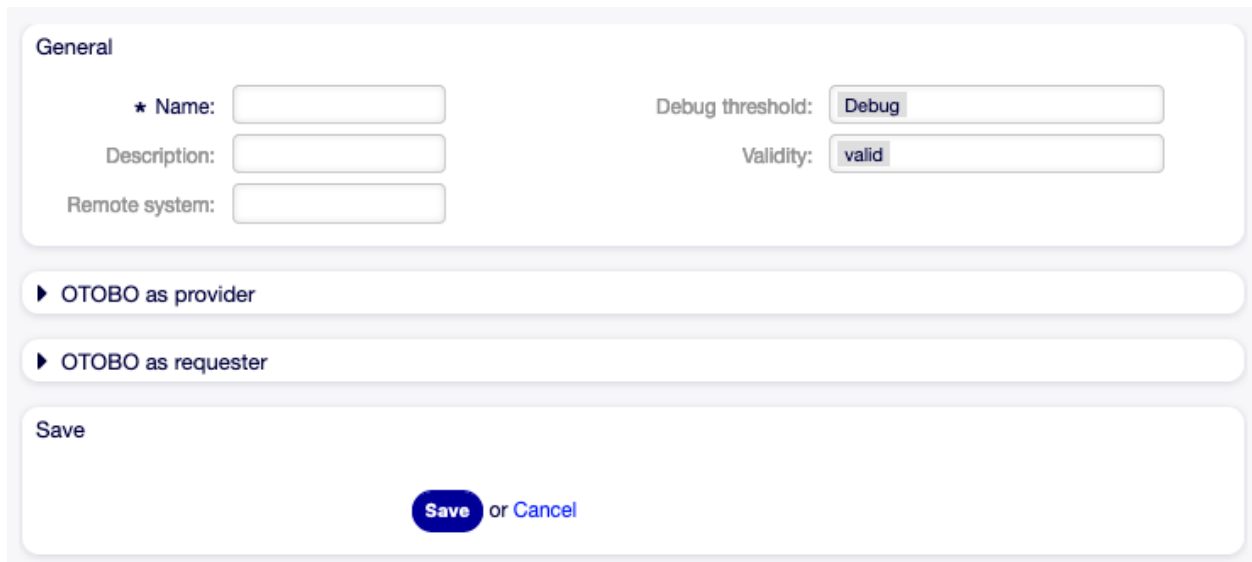 General
★ Name:
Debug threshold: Debug
Description:
Validity: valid
Remote system:
OTOBO as provider
OTOBO as requester
Save
Save or Cancel